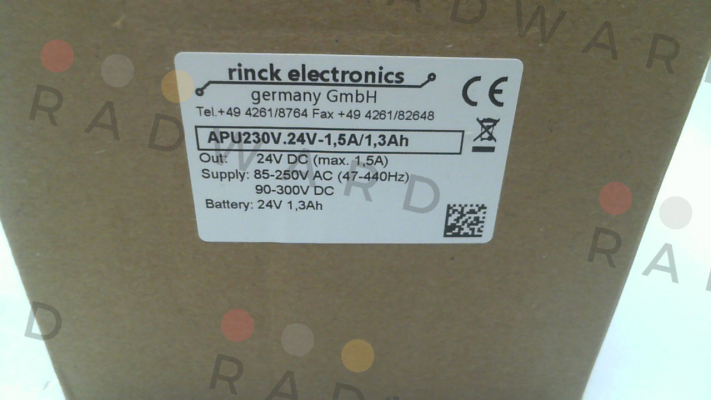 rinck electronics
germany GmbH
Tel.+49 4261/8764 Fax +49 4261/82648
APU230V.24V-1,5A/1,3Ah
Out: 24V DC (max. 1,5A)
Supply: 85-250V AC (47-440Hz)
90-300V DC
Battery: 24V 1,3Ah
CE
RADWARD
RADWARD
RADWARD
RA
D